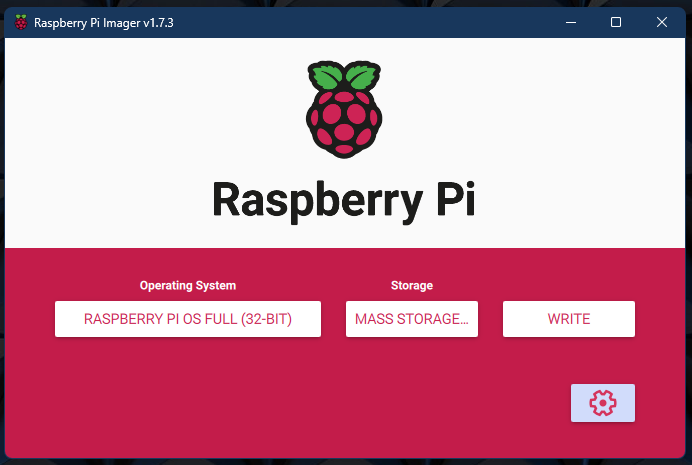 Raspberry Pi Imager v1.7.3
Raspberry Pi
Operating System
Storage
RASPBERRY PI OS FULL (32-BIT)
MASS STORAGE...
WRITE